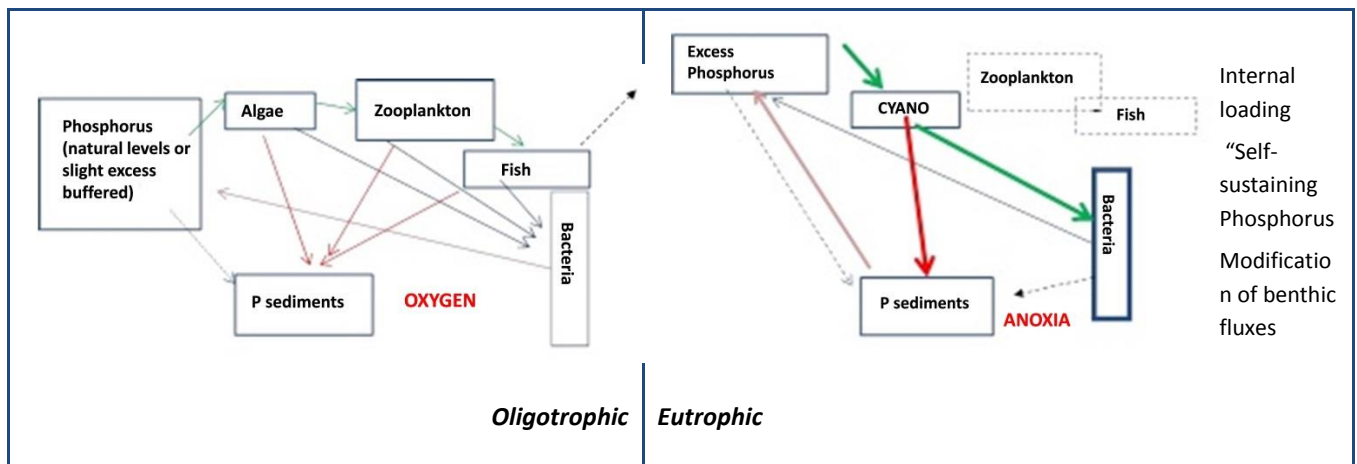 Phosphorus
(natural levels or
slight excess
buffered)
Algae
Zooplankton
Fish
Bacteria
P sediments
OXYGEN
Oligotrophic
Excess
Phosphorus
CYANO
Zooplankton
Fish
Bacteria
P sediments
ANOXIA
Internal
loading
“Self-
sustaining
Phosphorus
Modificatio
n of benthic
fluxes
Eutrophic